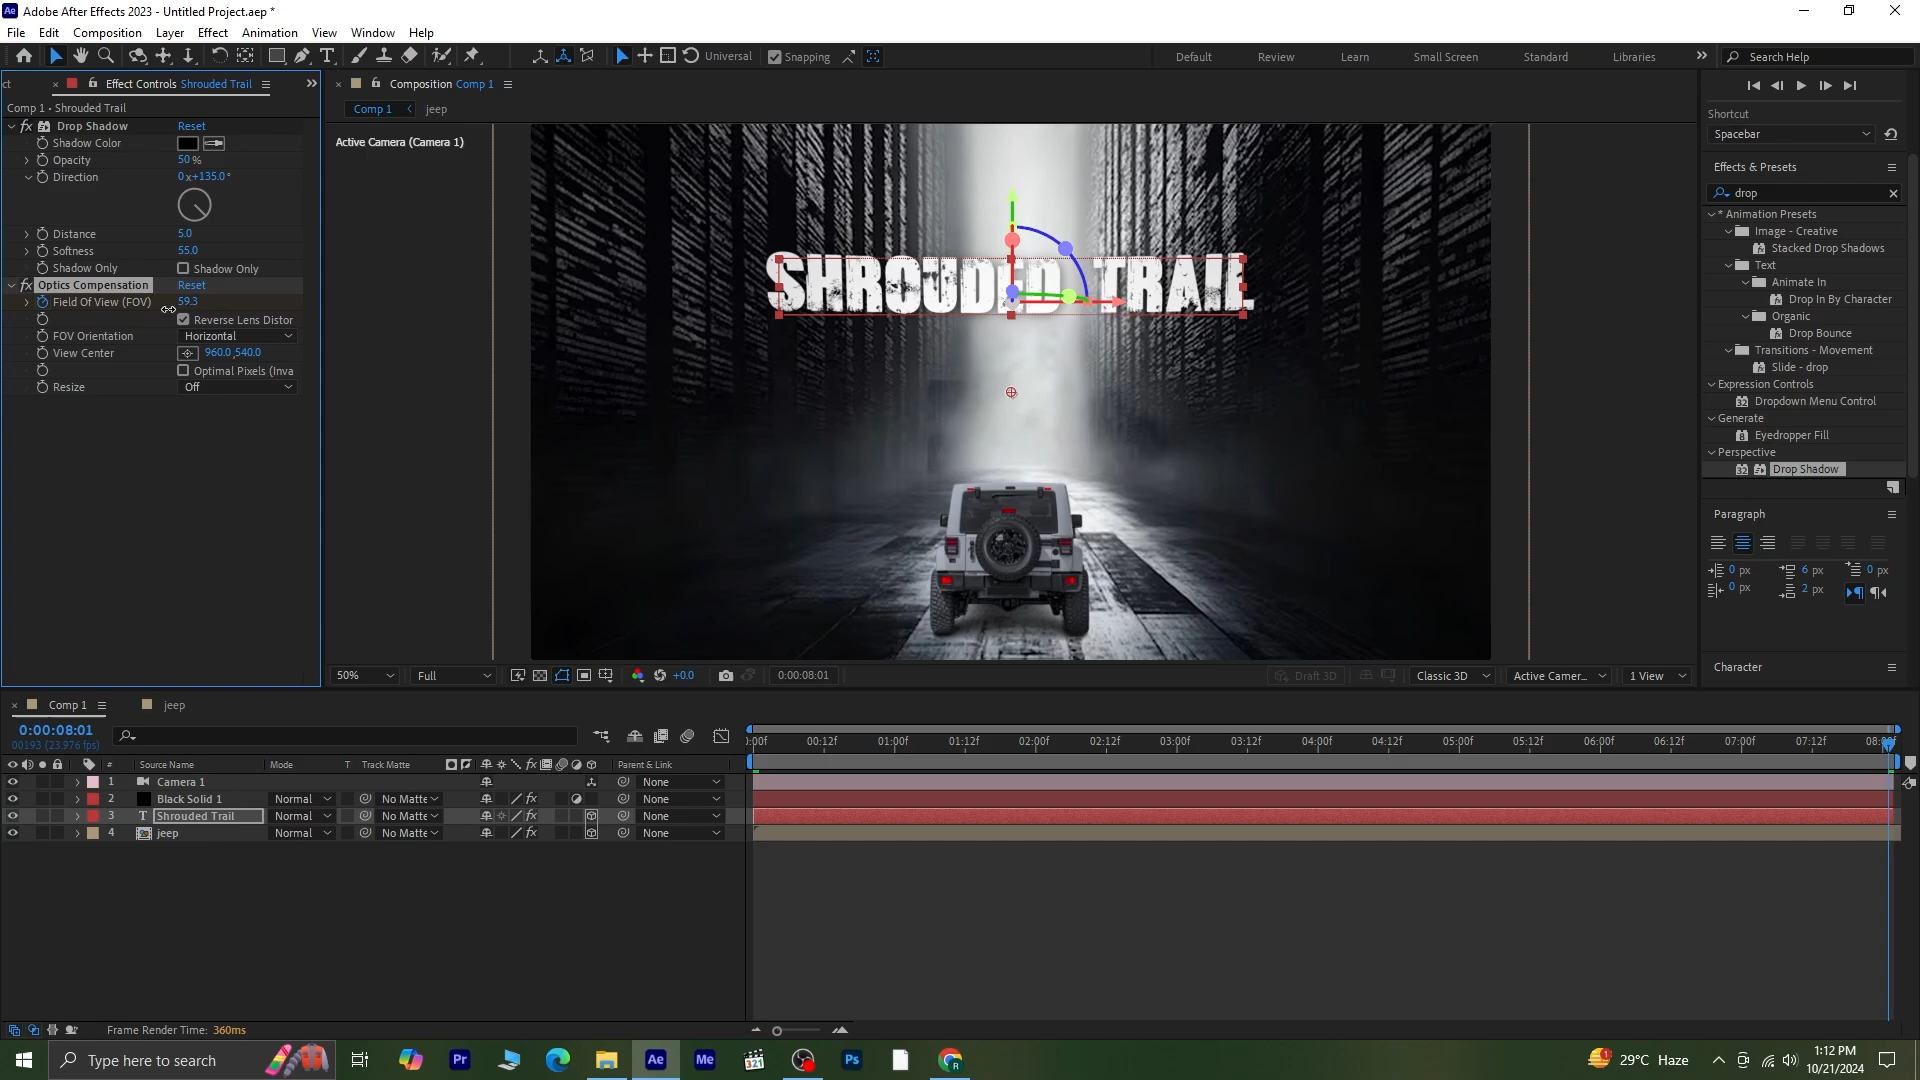 Adobe After Effects 2023 - Untitled Project.aep *
File Edit Composition Layer Effect Animation View Window Help
Universal Snapping Default Review Learn Small Screen Standard Libraries Search Help
ct Effect Controls Shrouded Trail
Comp 1 • Shrouded Trail
Drop Shadow Reset
Shadow Color
Opacity 50 %
Direction 0 x+135.0 °
Distance 5.0
Softness 55.0
Shadow Only Shadow Only
Optics Compensation Reset
Field Of View (FOV) 59.3
Reverse Lens Distor
FOV Orientation Horizontal
View Center 960.0,540.0
Optimal Pixels (Inva
Resize Off
Composition Comp 1
Comp 1 jeep
Active Camera (Camera 1)
SHROUDED TRAIL
50% Full +0.0 0:00:08:01 Draft 3D Classic 3D Active Camer... 1 View
Shortcut
Spacebar
Effects & Presets
drop
* Animation Presets
Image - Creative
Stacked Drop Shadows
Text
Animate In
Drop In By Character
Organic
Drop Bounce
Transitions - Movement
Slide - drop
Expression Controls
Dropdown Menu Control
Generate
Eyedropper Fill
Perspective
Drop Shadow
Paragraph
0 px 6 px 0 px
0 px 2 px
Character
Comp 1 jeep
0:00:08:01
00193 (23.976 fps)
:00f 00:12f 01:00f 01:12f 02:00f 02:12f 03:00f 03:12f 04:00f 04:12f 05:00f 05:12f 06:00f 06:12f 07:00f 07:12f 08:00f
# Source Name Mode T Track Matte Parent & Link
1 Camera 1 None
2 Black Solid 1 Normal No Matte None
3 T Shrouded Trail Normal No Matte None
4 jeep Normal No Matte None
Frame Render Time: 360ms
Type here to search Pr Ae Me 321 Ps 1 29°C Haze 1:12 PM
10/21/2024